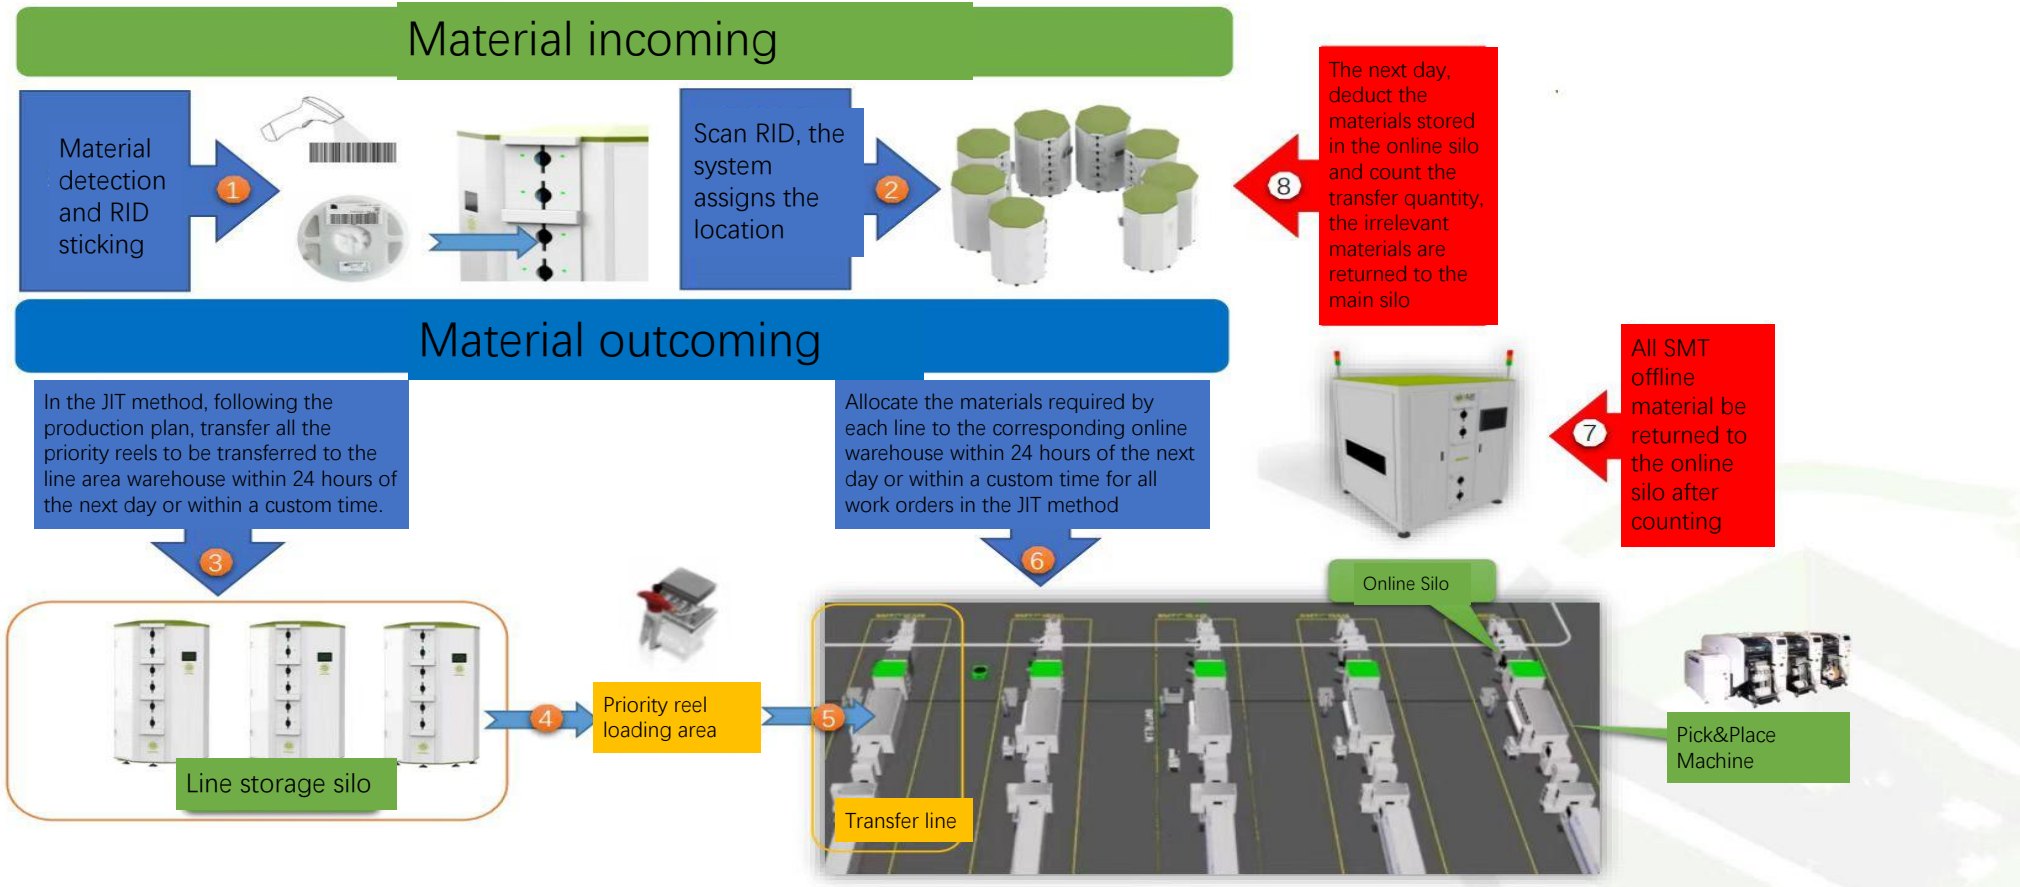 Material incoming
Material
detection
and RID
sticking
1
Scan RID, the
system
assigns the
location
2
8
The next day,
deduct the
materials stored
in the online silo
and count the
transfer quantity,
the irrelevant
materials are
returned to the
main silo
Material outcoming
In the JIT method, following the
production plan, transfer all the
priority reels to be transferred to the
line area warehouse within 24 hours of
the next day or within a custom time.
3
Allocate the materials required by
each line to the corresponding online
warehouse within 24 hours of the next
day or within a custom time for all
work orders in the JIT method
6
7
All SMT
offline
material be
returned to
the online
silo after
counting
Line storage silo
4
Priority reel
loading area
5
Transfer line
Online Silo
Pick&Place
Machine